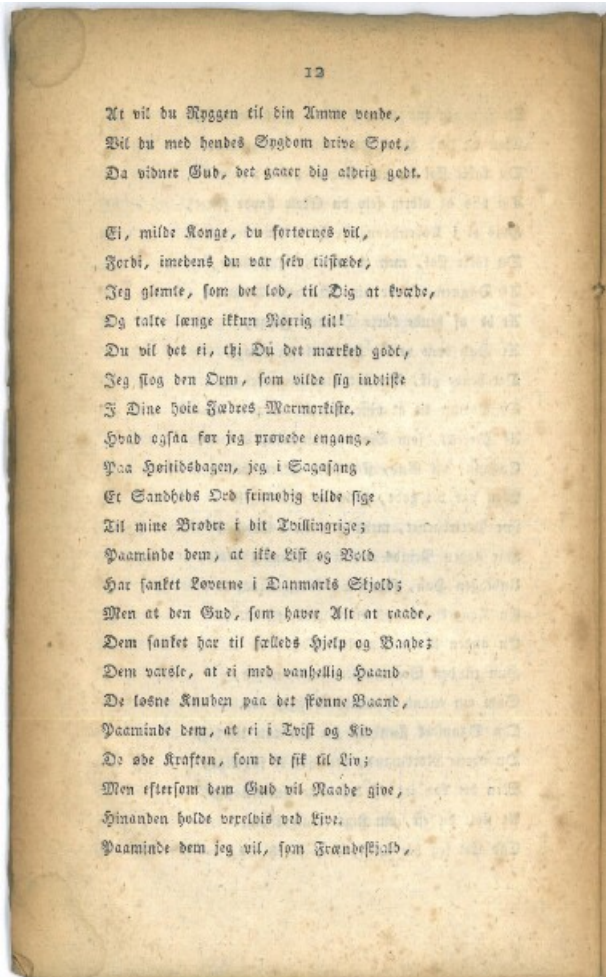 12
At vil du Ryggen til din Amme vende,
Vil du med hendes Sygdom drive Spot,
Da vidner Gud, det gaaer dig aldrig godt.
Ei, milde Konge, du fortørnes vil,
Fordi, imedens du var selv tilstæde,
Jeg glemte, som det lod, til Dig at kvæde,
Og talte længe ikkun Norrig til!
Du vil det ei, thi Du det mærked godt,
Jeg slog den Orm, som vilde sig indliste
I Dine høie Fædres Marmorkiste.
Hvad ogsaa før jeg prøvede engang,
Paa Høitidsdagen, jeg i Sagasang
Et Sandheds Ord frimodig vilde sige
Til mine Brødre i dit Tvillingrige;
Paaminde dem, at ikke List og Vold
Har sanket Løverne i Danmarks Skjold;
Men at den Gud, som haver Alt at raade,
Dem sanket har til fælleds Hjelp og Baade;
Dem varsle, at ei med vanhellig Haand
De løsne Knuden paa det skønne Baand,
Paaminde dem, at ei i Tvist og Kiv
De øde Kraften, som de fik til Liv;
Men eftersom dem Gud vil Naade give,
Hinanden holde verelvis ved Live.
Paaminde dem jeg vil, som Frændeskjald,